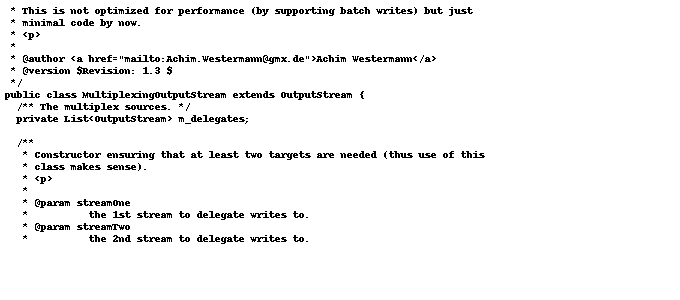 * This is not optimized for performance (by supporting batch writes) but just
* minimal code by now.
* <p>
*
* @author <a href="mailto:Achim.Westermann@gmx.de">Achim Westermann</a>
* @version $Revision: 1.3 $
*/
public class MultiplexingOutputStream extends OutputStream {
/** The multiplex sources. */
private List<OutputStream> m_delegates;
/**
* Constructor ensuring that at least two targets are needed (thus use of this
* class makes sense).
* <p>
*
* @param streamOne
* the 1st stream to delegate writes to.
* @param streamTwo
* the 2nd stream to delegate writes to.